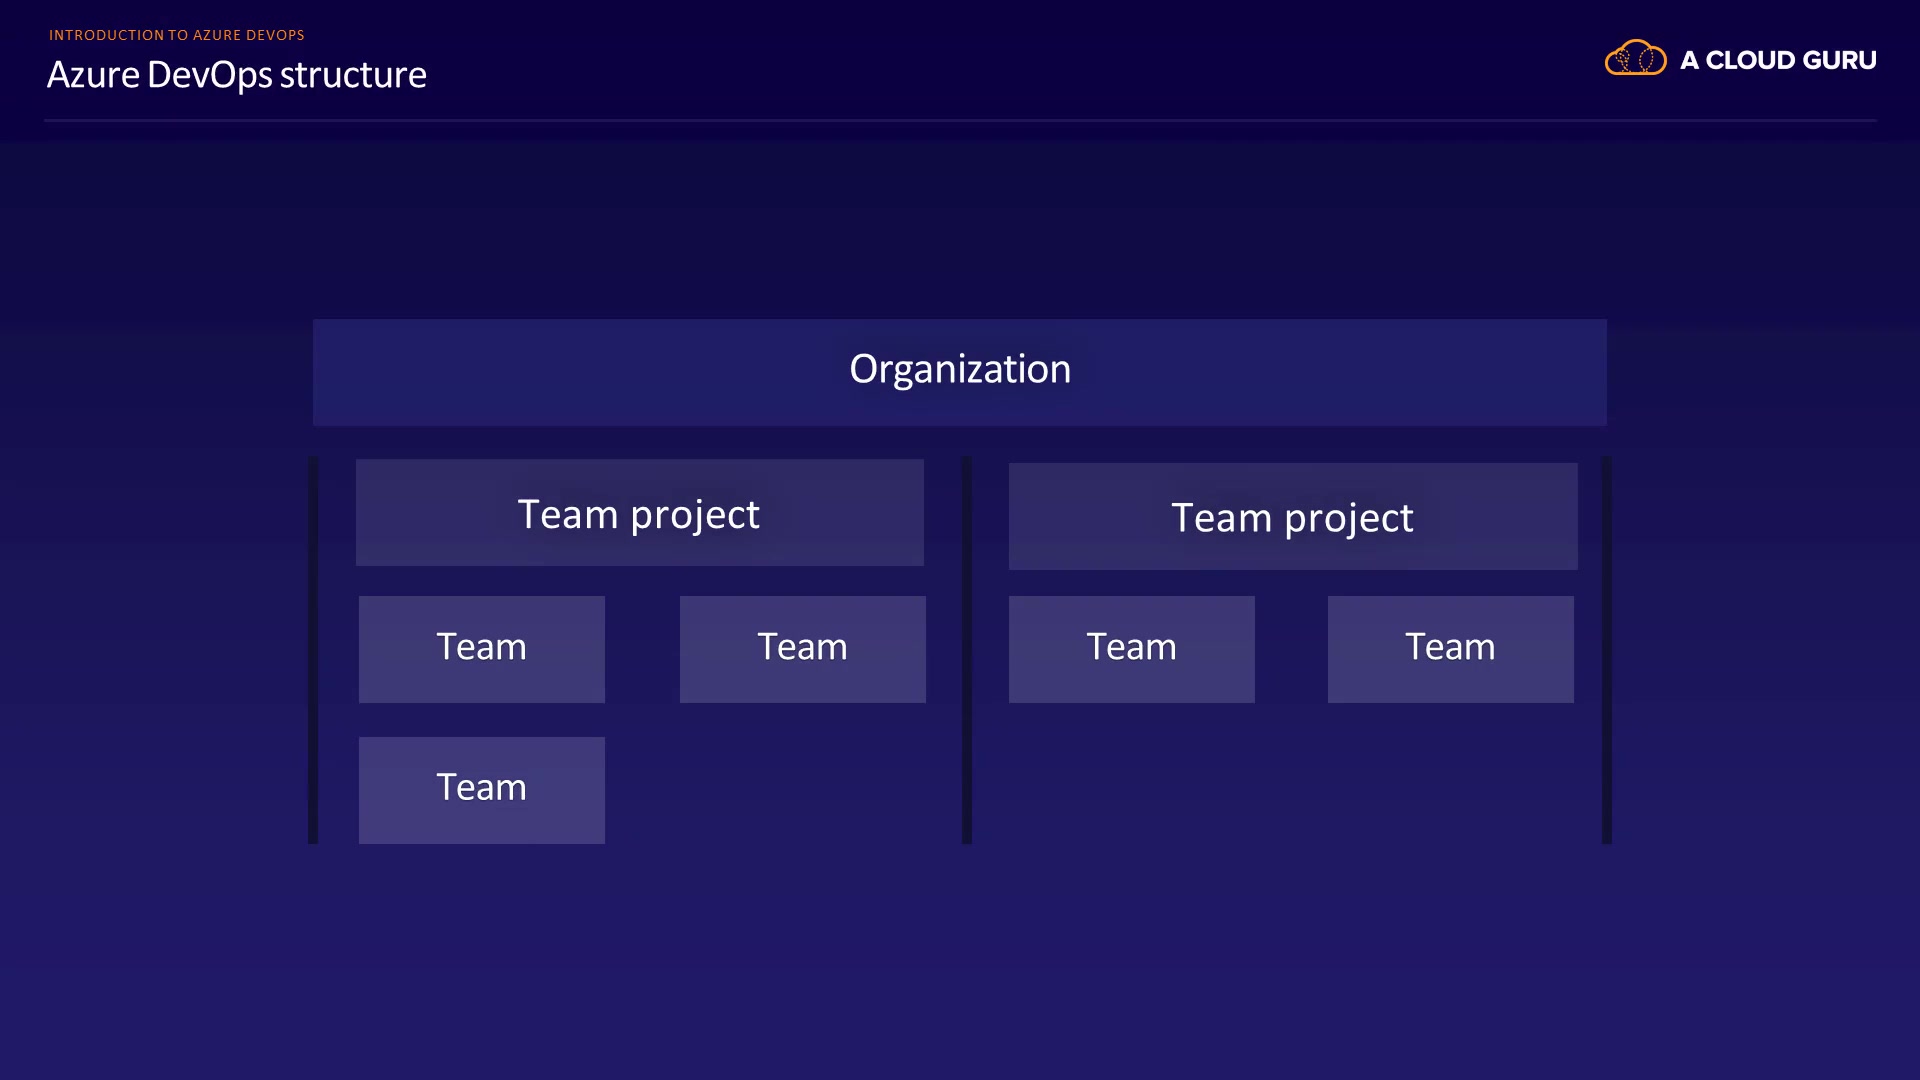 INTRODUCTION TO AZURE DEVOPS
Azure DevOps structure
A CLOUD GURU
Organization
Team project
Team project
Team
Team
Team
Team
Team